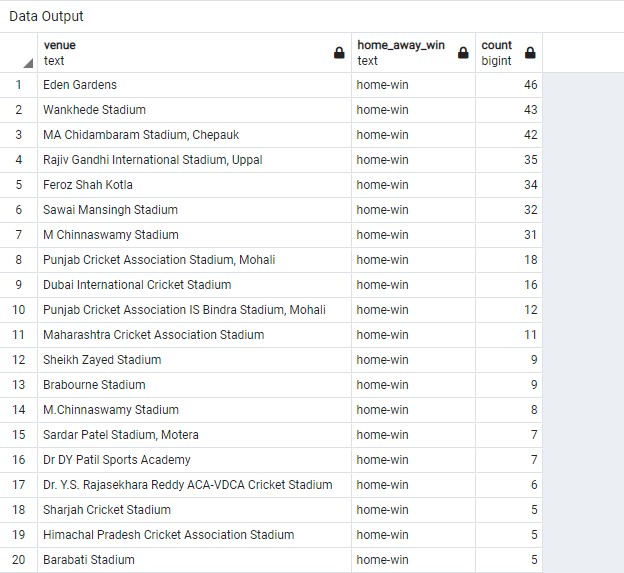 Data Output
venue home_away_win count
text text bigint
1 Eden Gardens home-win 46
2 Wankhede Stadium home-win 43
3 MA Chidambaram Stadium, Chepauk home-win 42
4 Rajiv Gandhi International Stadium, Uppal home-win 35
5 Feroz Shah Kotla home-win 34
6 Sawai Mansingh Stadium home-win 32
7 M Chinnaswamy Stadium home-win 31
8 Punjab Cricket Association Stadium, Mohali home-win 18
9 Dubai International Cricket Stadium home-win 16
10 Punjab Cricket Association IS Bindra Stadium, Mohali home-win 12
11 Maharashtra Cricket Association Stadium home-win 11
12 Sheikh Zayed Stadium home-win 9
13 Brabourne Stadium home-win 9
14 M.Chinnaswamy Stadium home-win 8
15 Sardar Patel Stadium, Motera home-win 7
16 Dr DY Patil Sports Academy home-win 7
17 Dr. Y.S. Rajasekhara Reddy ACA-VDCA Cricket Stadium home-win 6
18 Sharjah Cricket Stadium home-win 5
19 Himachal Pradesh Cricket Association Stadium home-win 5
20 Barabati Stadium home-win 5